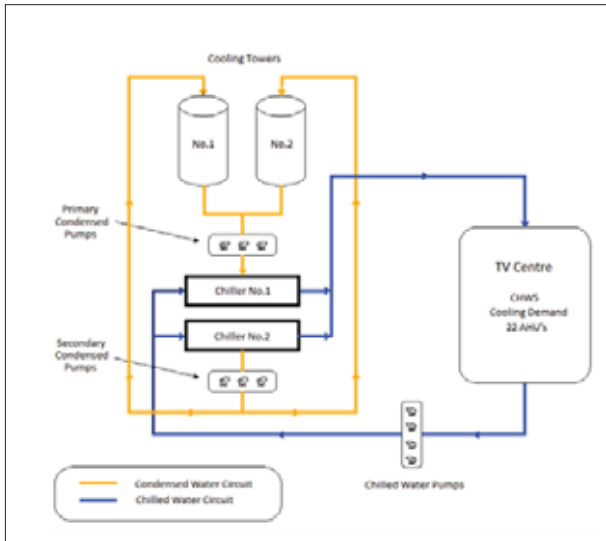 Cooling Towers
No.1
No.2
Primary
Condensed
Pumps
Chiller No.1
Chiller No.2
Secondary
Condensed
Pumps
TV Centre
CHWS
Cooling Demand
22 AHU's
Chilled Water Pumps
Condensed Water Circuit
Chilled Water Circuit